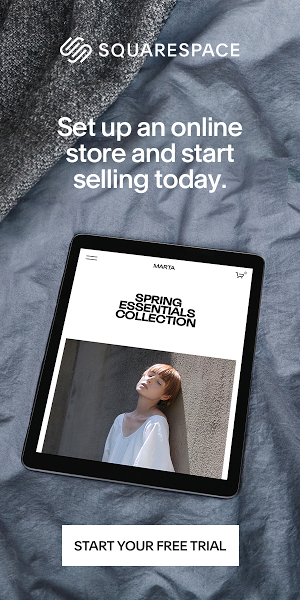 SQUARESPACE
Set up an online
store and start
selling today.
MARTA
SPRING
ESSENTIALS
COLLECTION
START YOUR FREE TRIAL